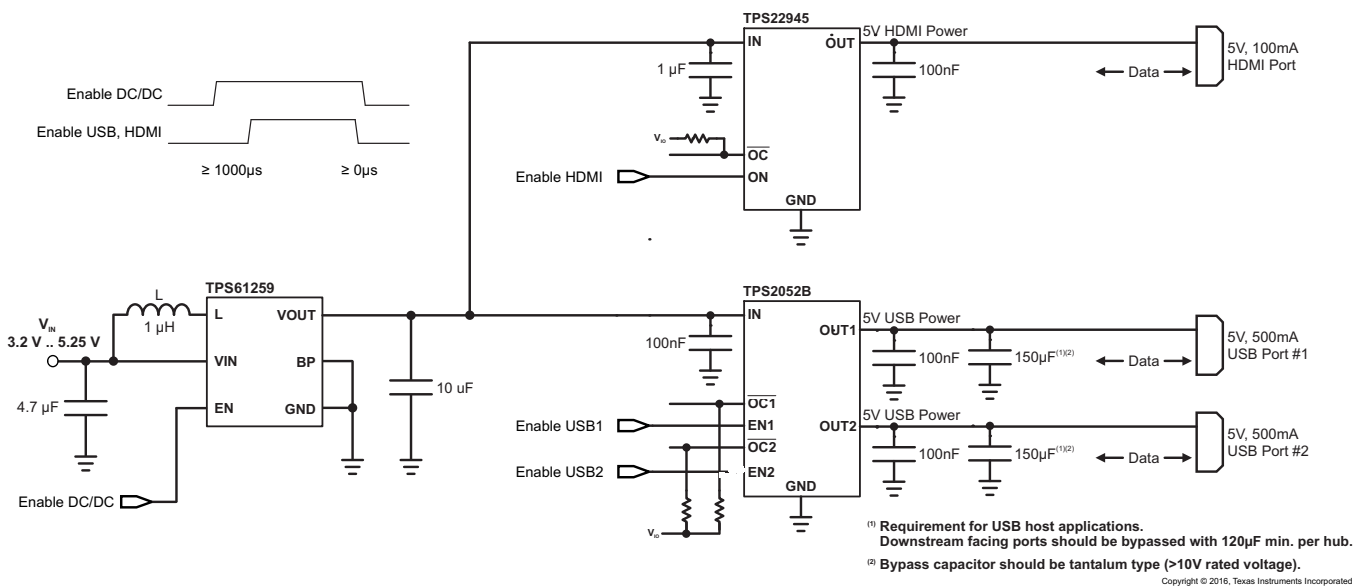 TPS22945
IN
OUT
5V HDMI Power
1 µF
100nF
Data
5V, 100mA
HDMI Port
Enable DC/DC
Enable USB, HDMI
≥ 1000µs
≥ 0µs
V_IO
OC
ON
Enable HDMI
GND
TPS61259
L
1 µH
L
VOUT
V_IN
3.2 V .. 5.25 V
VIN
BP
4.7 µF
EN
GND
10 uF
Enable DC/DC
TPS2052B
IN
100nF
OUT1
5V USB Power
100nF
150µF(1)(2)
Data
5V, 500mA
USB Port #1
OC1
Enable USB1
EN1
OC2
Enable USB2
EN2
GND
V_IO
OUT2
5V USB Power
100nF
150µF(1)(2)
Data
5V, 500mA
USB Port #2
(1) Requirement for USB host applications.
Downstream facing ports should be bypassed with 120µF min. per hub.
(2) Bypass capacitor should be tantalum type (>10V rated voltage).
Copyright © 2016, Texas Instruments Incorporated